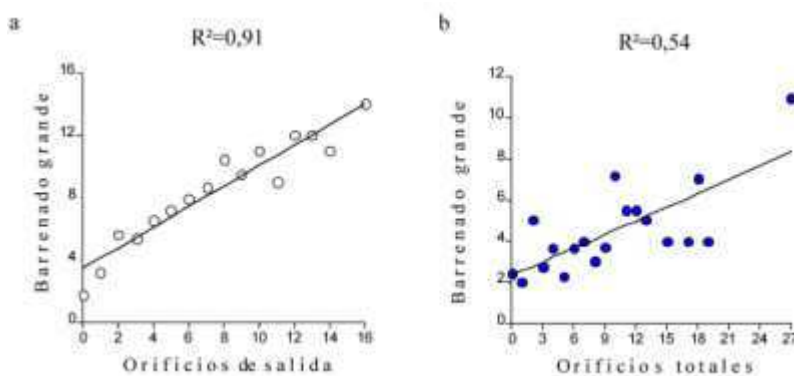 a
R²=0,91
Barrenado grande
16
12
8
4
0
0 2 4 6 8 10 12 14 16
Orificios de salida
b
R²=0,54
Barrenado grande
12
10
8
6
4
2
0
0 3 6 9 12 15 18 21 24 27
Orificios totales